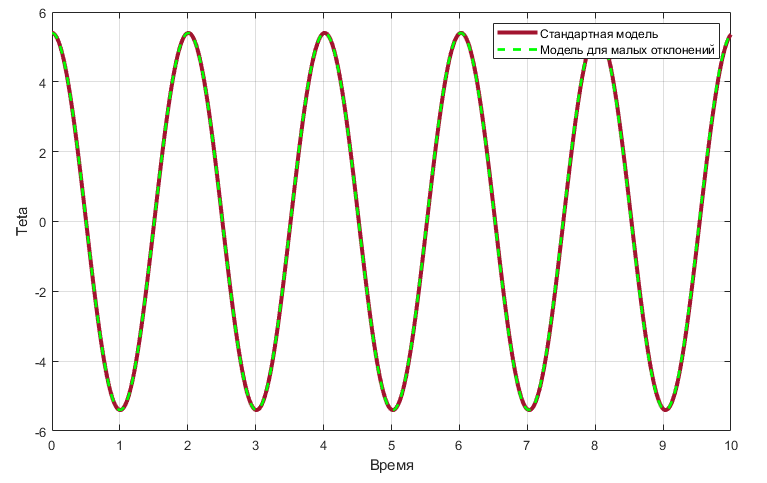 Стандартная модель
Модель для малых отклонений
6
4
2
0
-2
-4
-6
Teta
0 1 2 3 4 5 6 7 8 9 10
Время